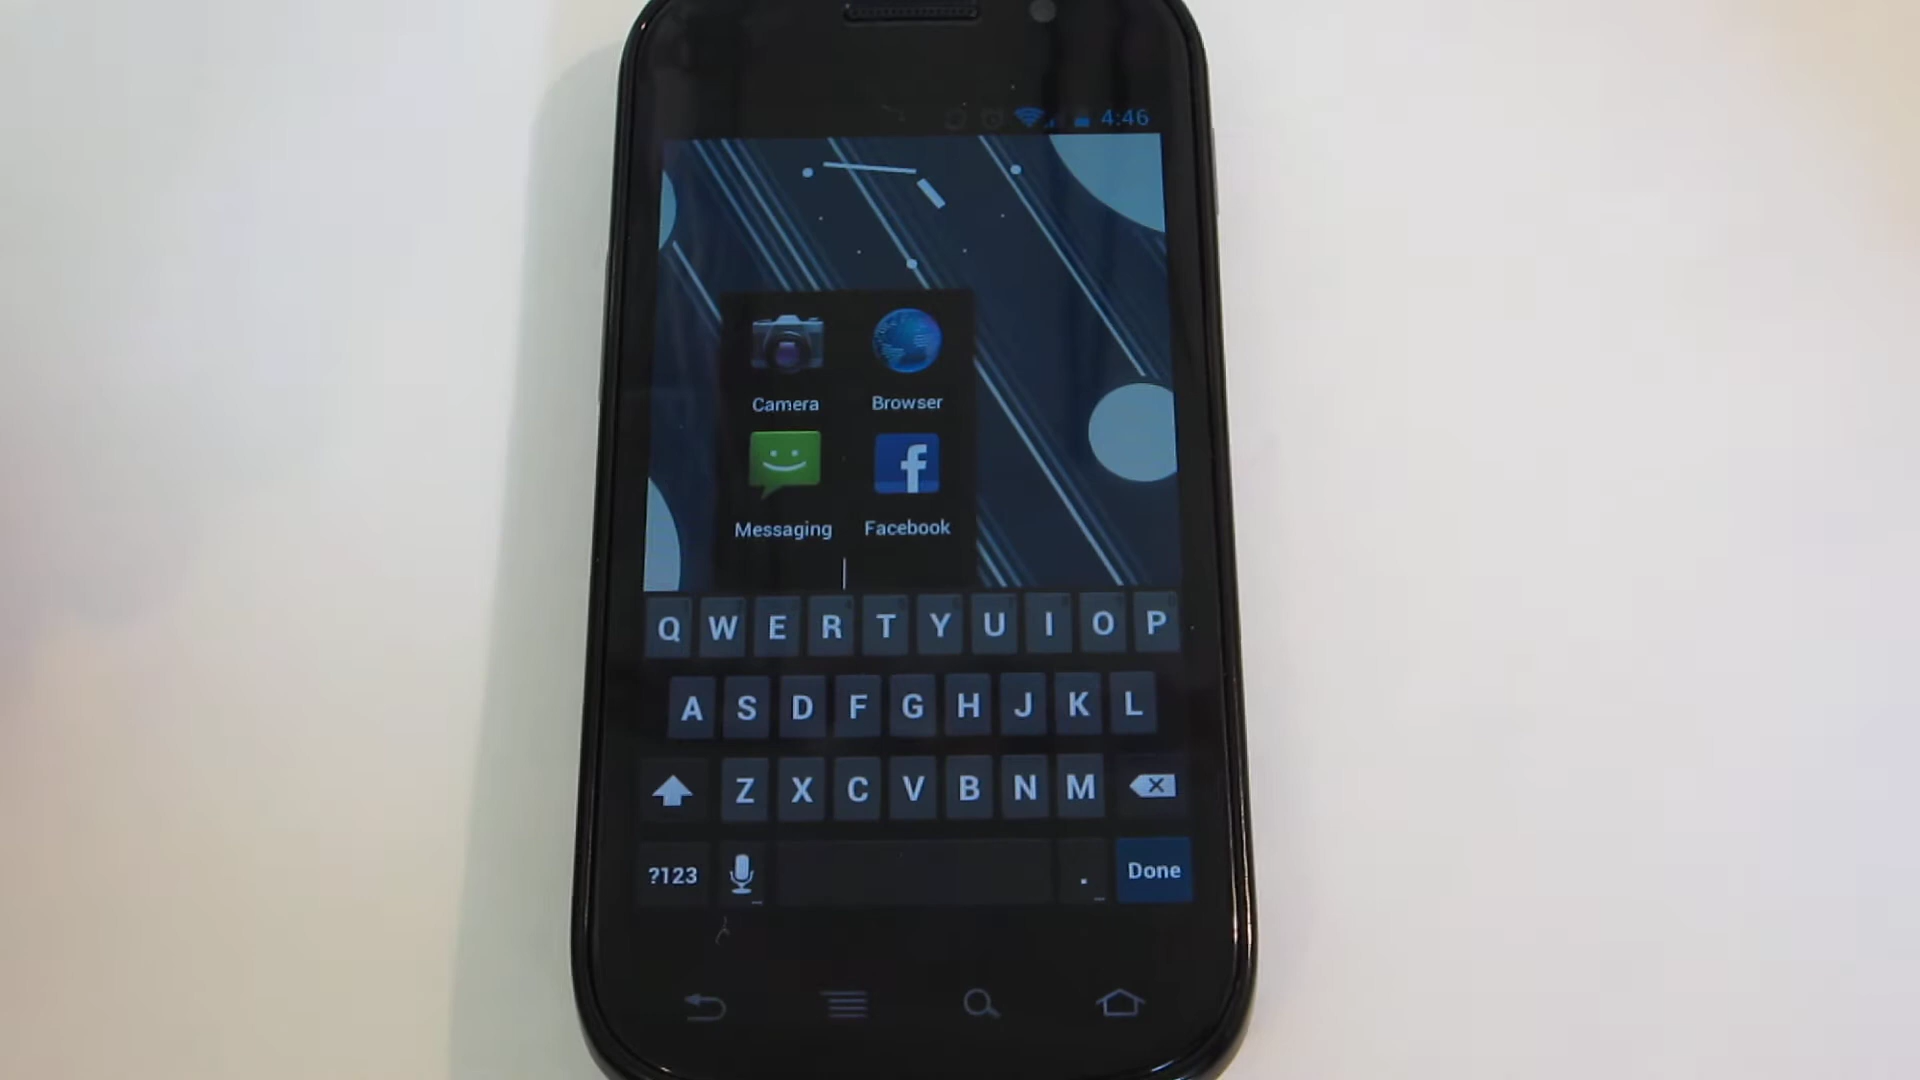 4:46
Camera Browser
Messaging Facebook
Q W E R T Y U I O P
A S D F G H J K L
Z X C V B N M
?123 . Done